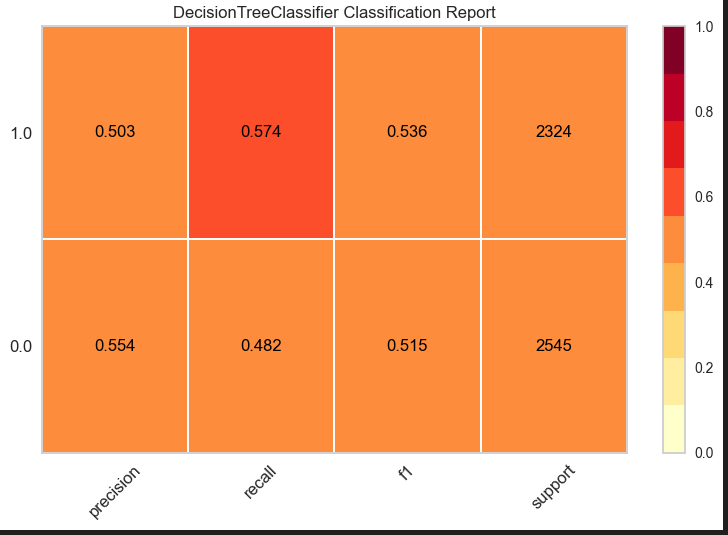 DecisionTreeClassifier Classification Report
1.0 0.503 0.574 0.536 2324
0.0 0.554 0.482 0.515 2545
precision recall f1 support
1.0
0.8
0.6
0.4
0.2
0.0